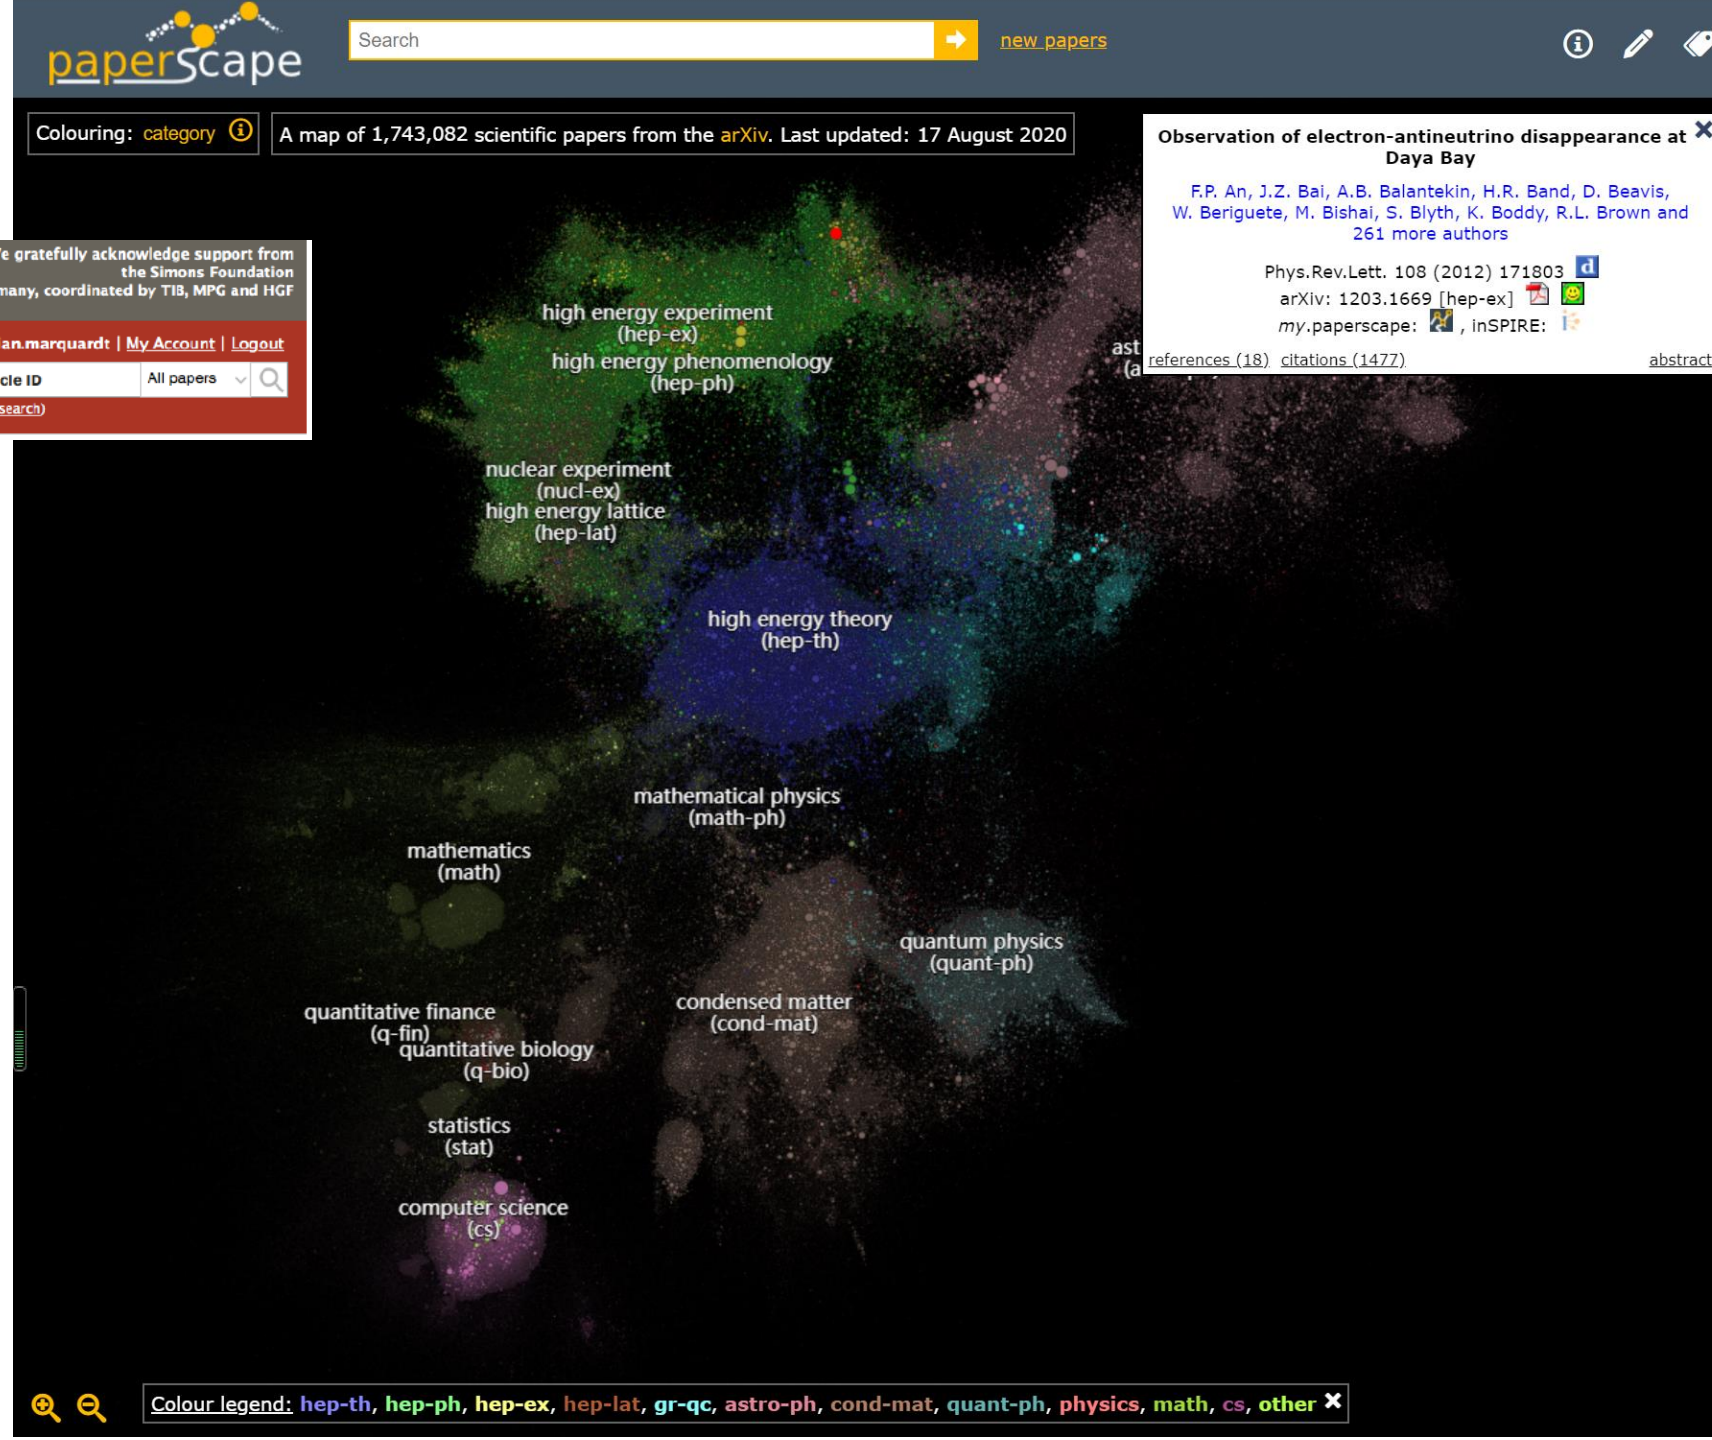 paperscape
Search
new papers
Colouring: category
A map of 1,743,082 scientific papers from the arXiv. Last updated: 17 August 2020
Observation of electron-antineutrino disappearance at
Daya Bay
F.P. An, J.Z. Bai, A.B. Balantekin, H.R. Band, D. Beavis,
W. Beriguete, M. Bishai, S. Blyth, K. Boddy, R.L. Brown and
261 more authors
Phys.Rev.Lett. 108 (2012) 171803 d
arXiv: 1203.1669 [hep-ex]
my.paperscape: , inSPIRE:
references (18) citations (1477) abstract
gratefully acknowledge support from
the Simons Foundation
many, coordinated by TIB, MPG and HGF
ian.marquardt | My Account | Logout
cle ID All papers
search)
high energy experiment
(hep-ex)
high energy phenomenology
(hep-ph)
ast
(a
nuclear experiment
(nucl-ex)
high energy lattice
(hep-lat)
high energy theory
(hep-th)
mathematical physics
(math-ph)
mathematics
(math)
quantum physics
(quant-ph)
condensed matter
(cond-mat)
quantitative finance
(q-fin)
quantitative biology
(q-bio)
statistics
(stat)
computer science
(cs)
Colour legend: hep-th, hep-ph, hep-ex, hep-lat, gr-qc, astro-ph, cond-mat, quant-ph, physics, math, cs, other